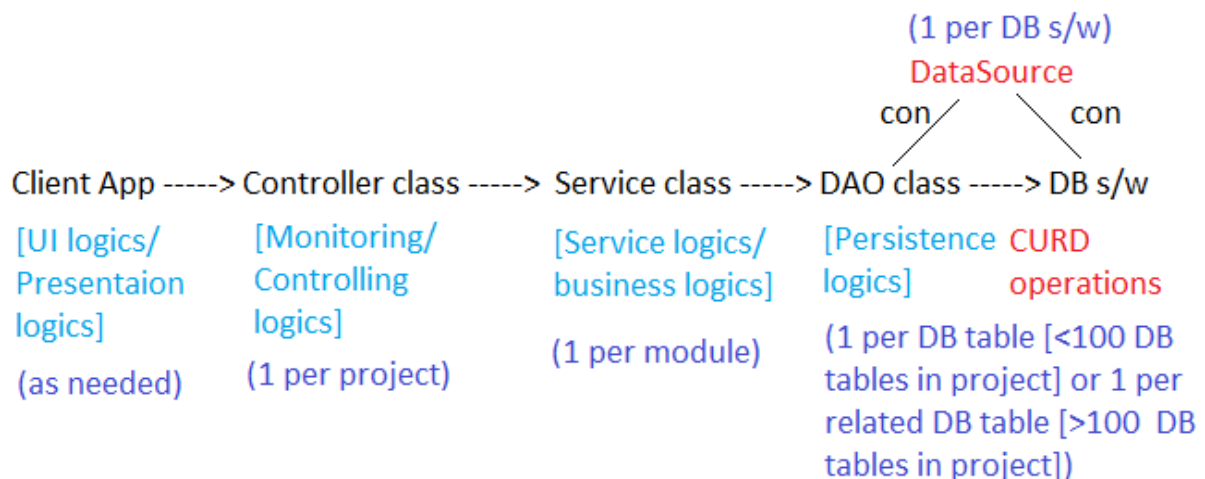 (1 per DB s/w)
DataSource
con con
Client App -----> Controller class -----> Service class -----> DAO class -----> DB s/w
[UI logics/
Presentaion
logics]
(as needed)
[Monitoring/
Controlling
logics]
(1 per project)
[Service logics/
business logics]
(1 per module)
[Persistence
logics]
CURD
operations
(1 per DB table [<100 DB
tables in project] or 1 per
related DB table [>100 DB
tables in project])